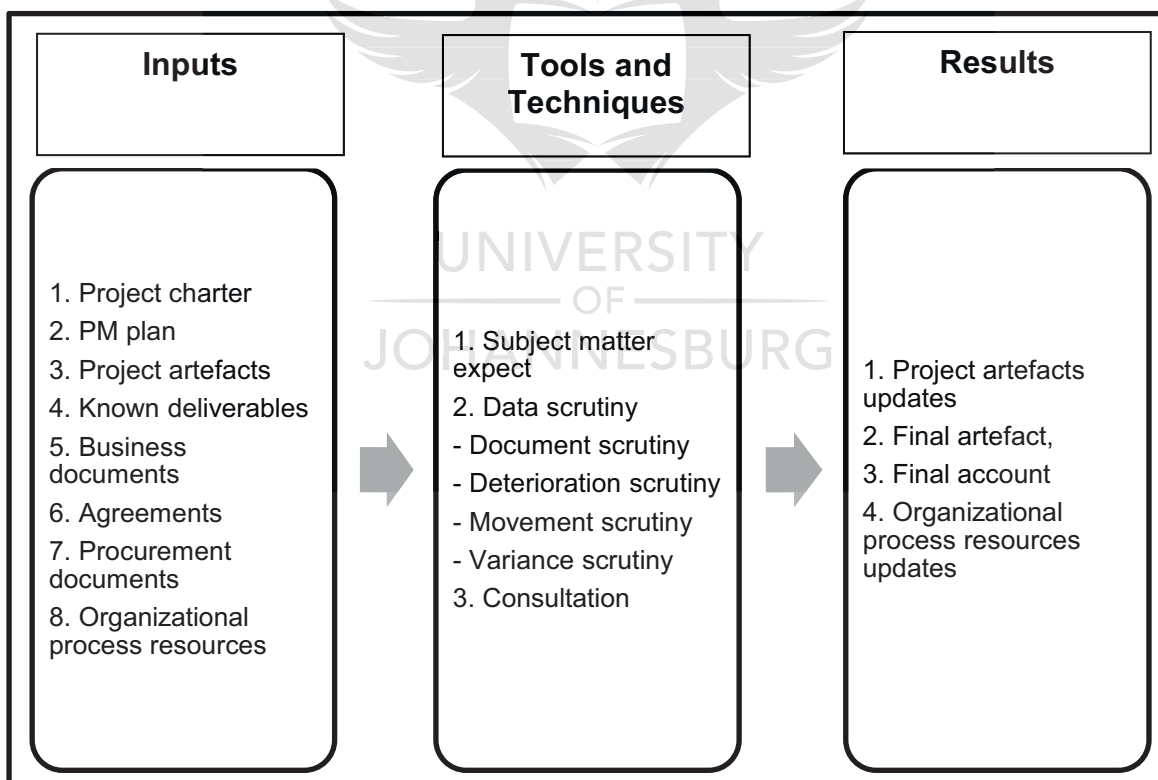 Inputs
Tools and
Techniques
Results
1. Project charter
2. PM plan
3. Project artefacts
4. Known deliverables
5. Business
documents
6. Agreements
7. Procurement
documents
8. Organizational
process resources
1. Subject matter
expect
2. Data scrutiny
- Document scrutiny
- Deterioration scrutiny
- Movement scrutiny
- Variance scrutiny
3. Consultation
1. Project artefacts
updates
2. Final artefact,
3. Final account
4. Organizational
process resources
updates
UNIVERSITY
OF
JOHANNESBURG